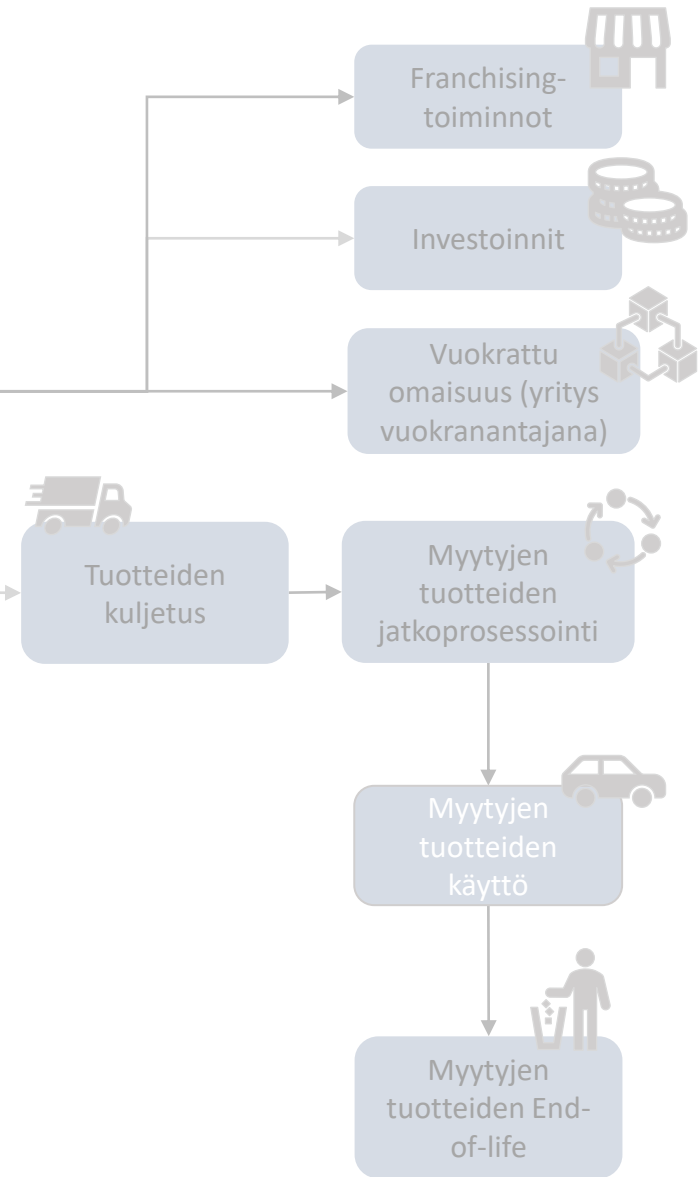 Franchising-
toiminnot
Investoinnit
Vuokrattu
omaisuus (yritys
vuokranantajana)
Tuotteiden
kuljetus
Myytyjen
tuotteiden
jatkoprosessointi
Myytyjen
tuotteiden
käyttö
Myytyjen
tuotteiden End-
of-life